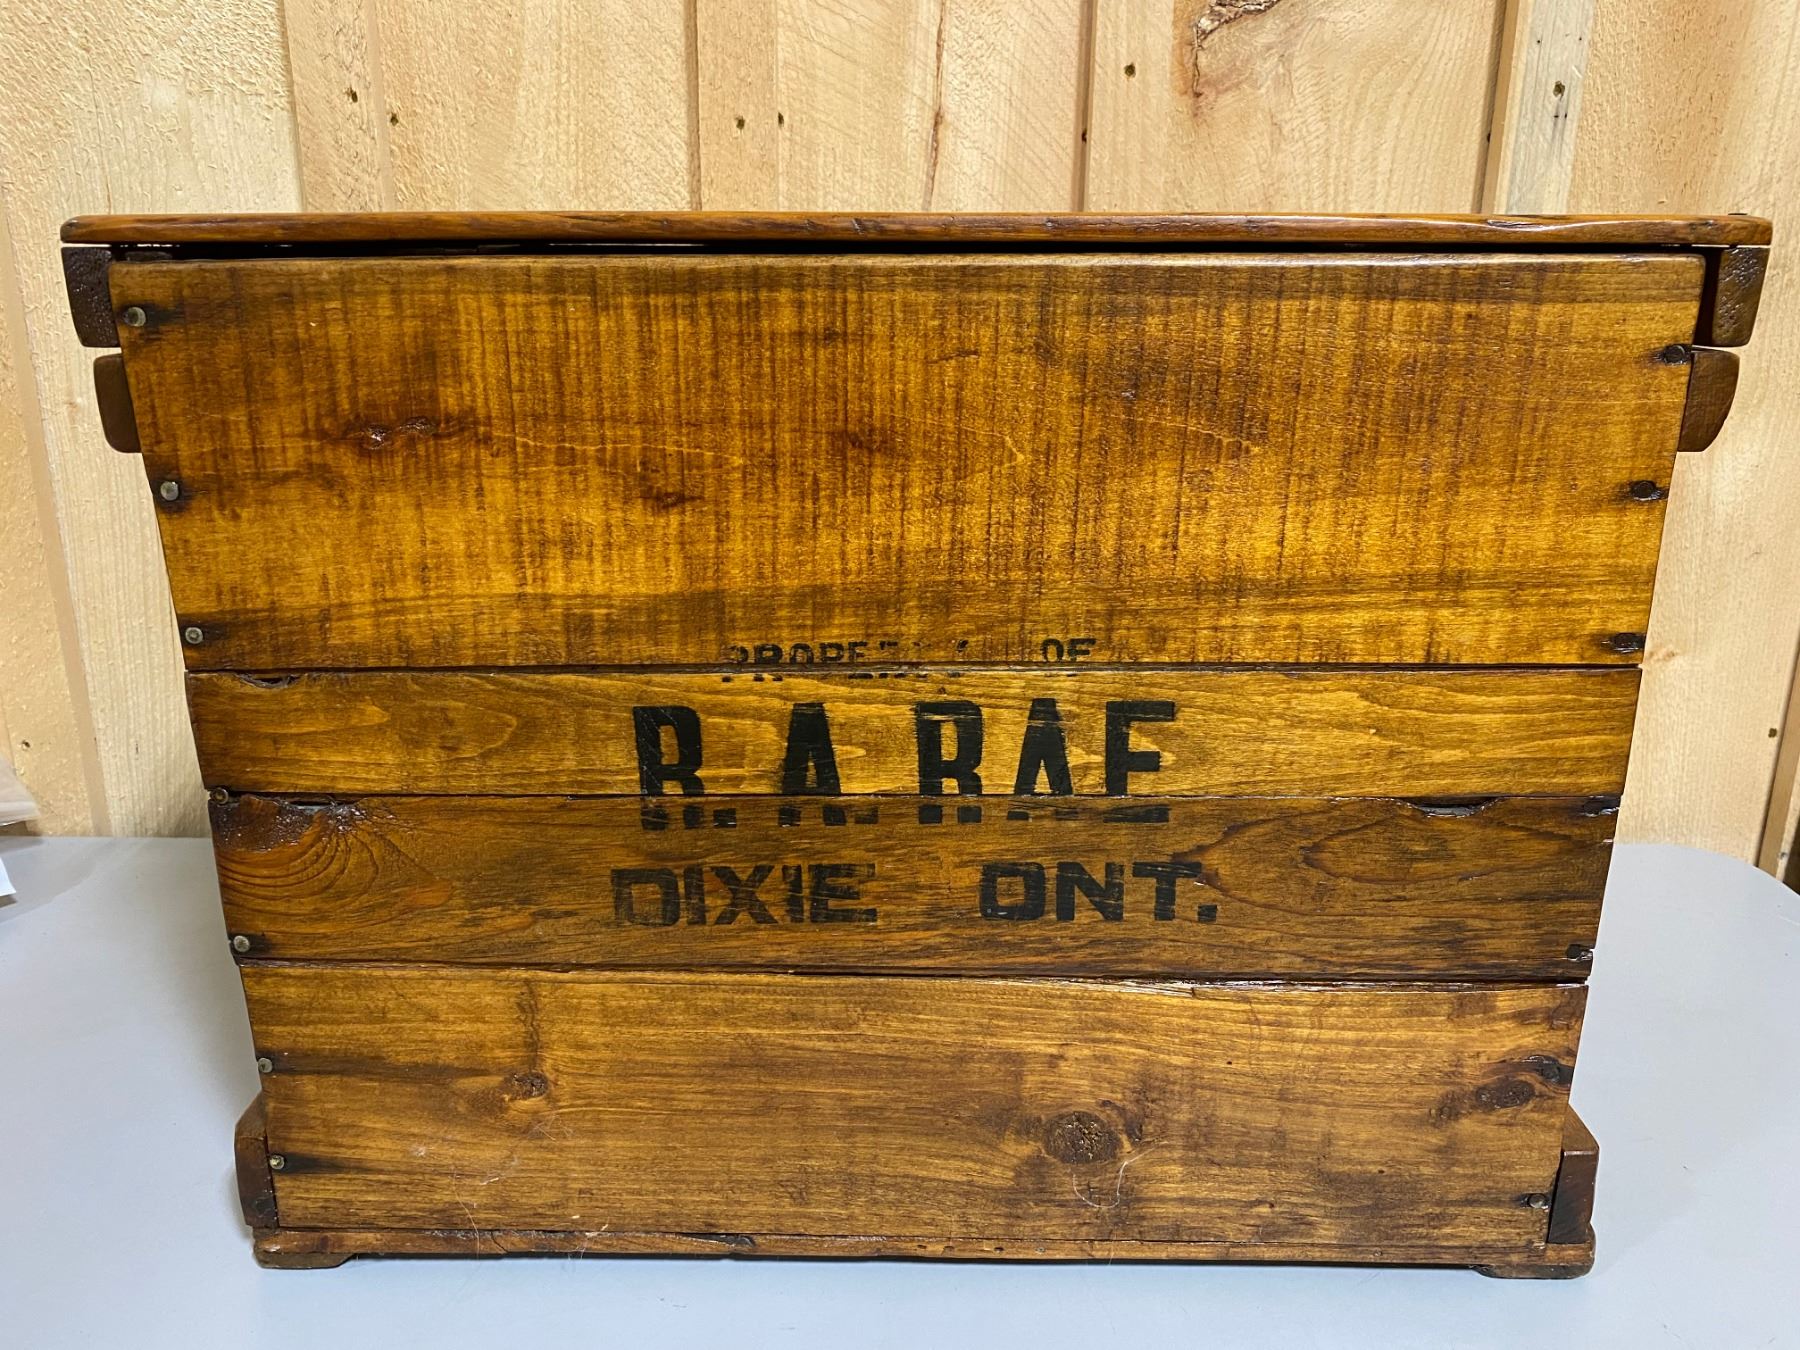 PROPERTY OF
R. A. RAE
DIXIE ONT.